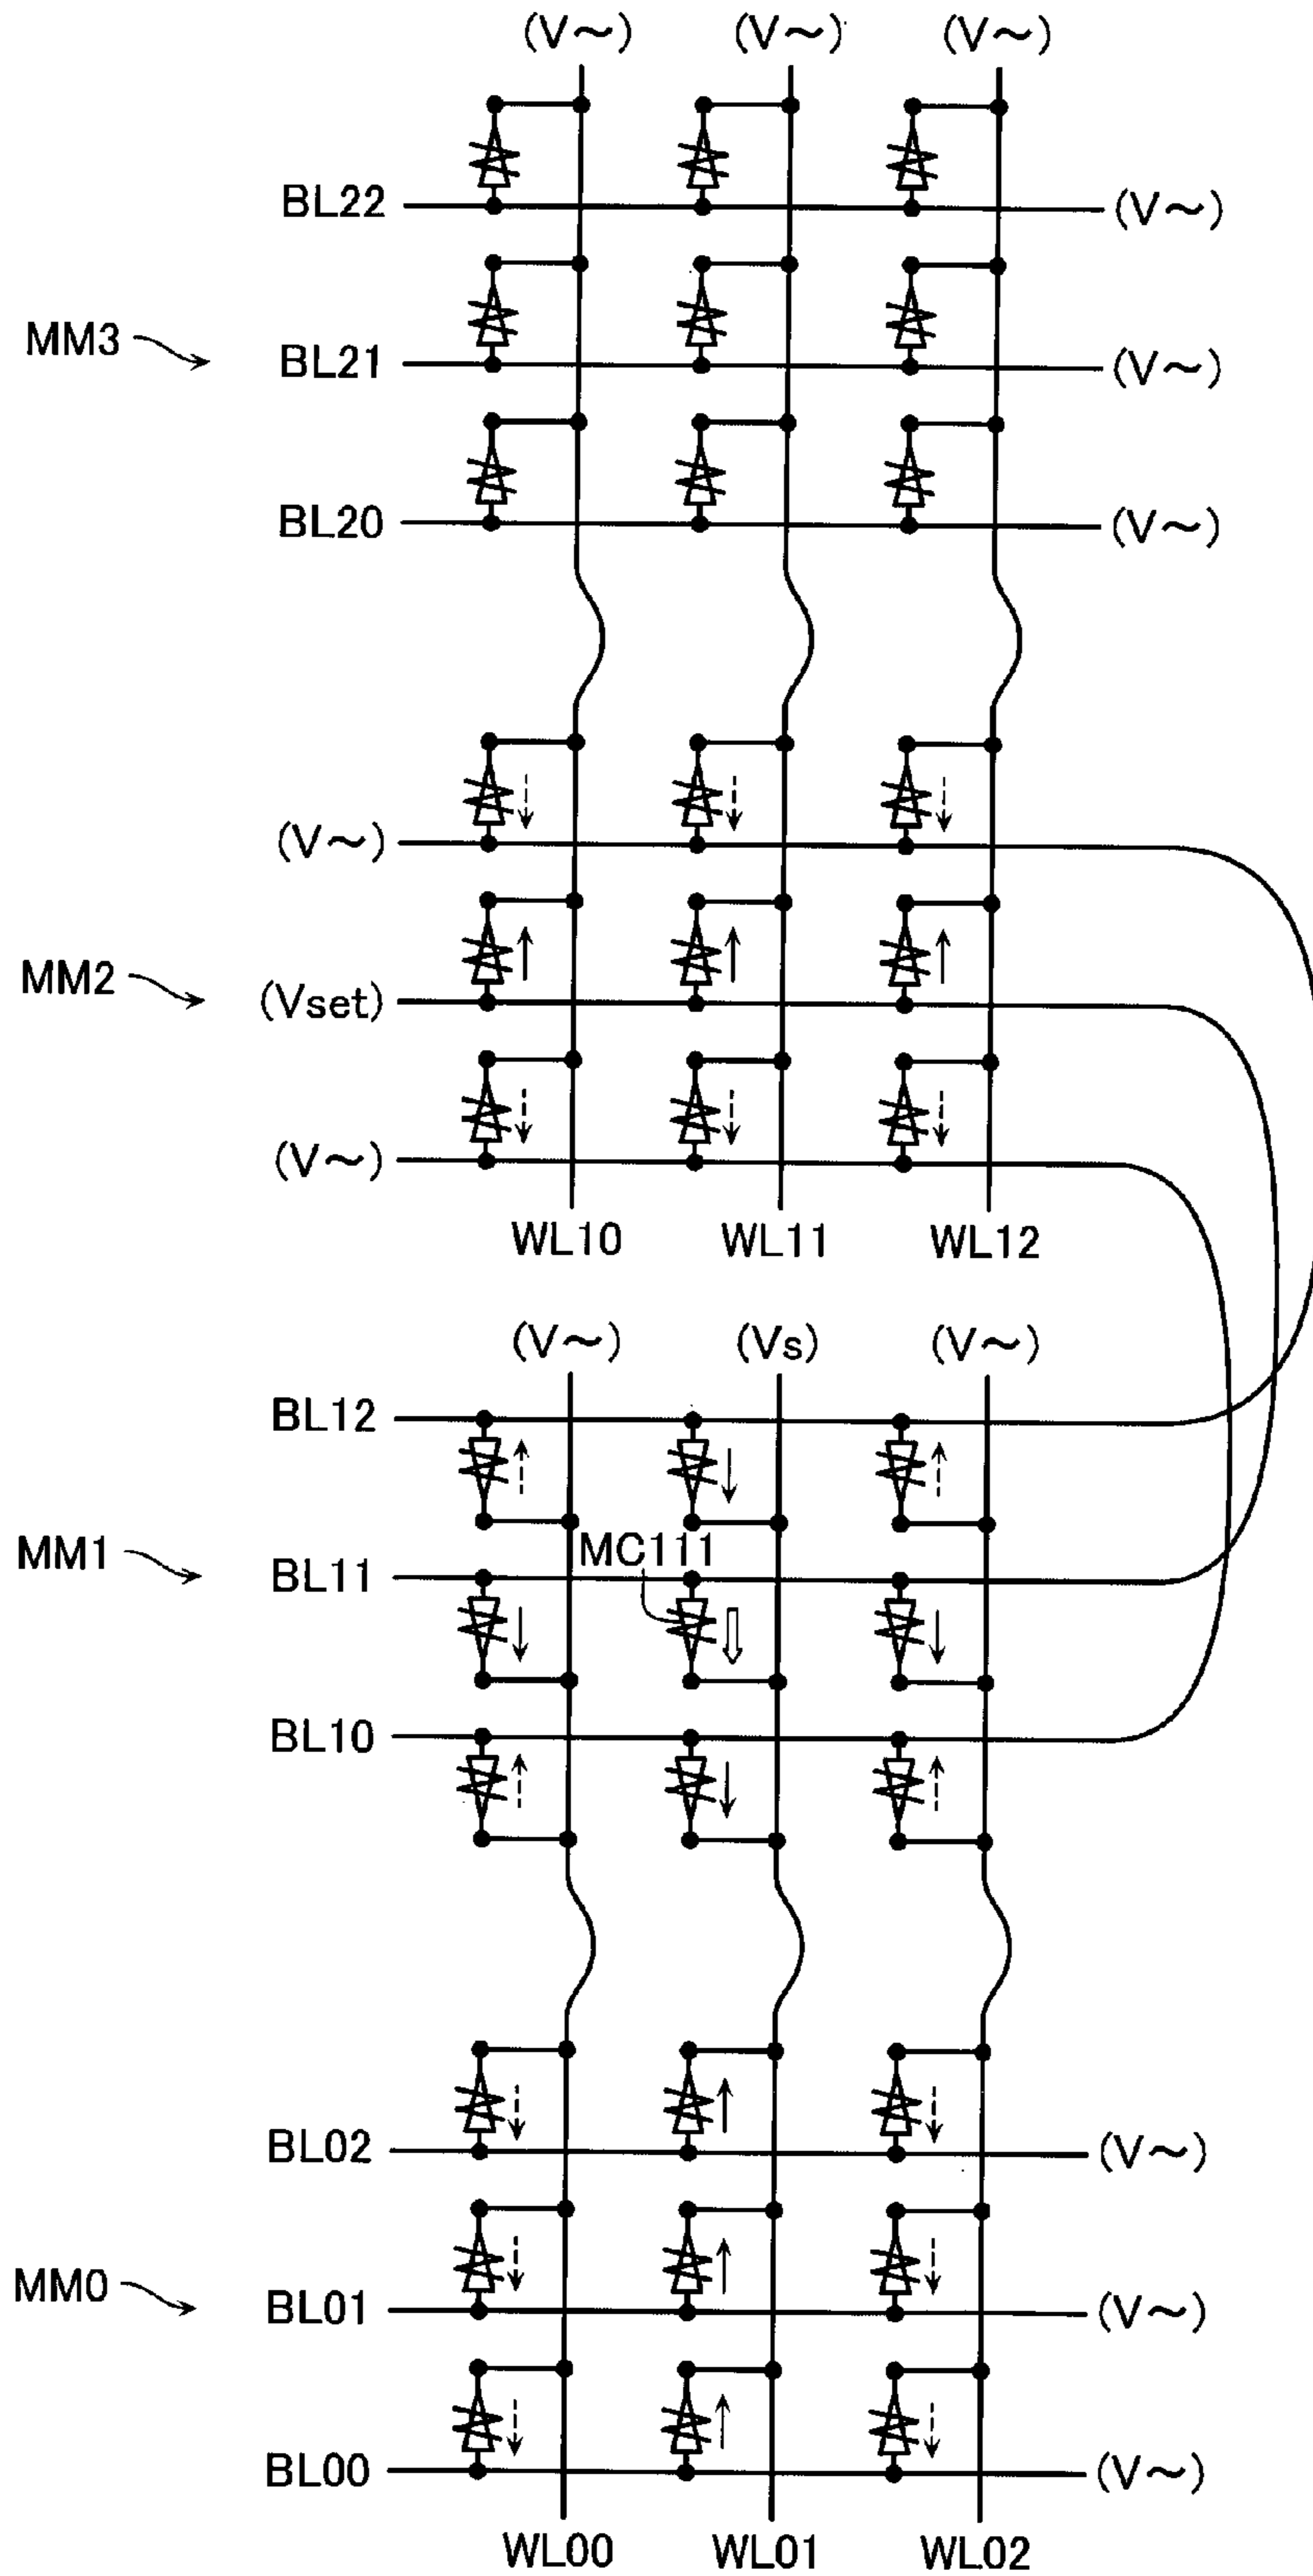 (V～) (V～) (V～)
BL22 (V～)
MM3 BL21 (V～)
BL20 (V～)
(V～)
MM2 (Vset)
(V～)
WL10 WL11 WL12
(V～) (Vs) (V～)
BL12
MC111
MM1 BL11
BL10
BL02 (V～)
MM0 BL01 (V～)
BL00 (V～)
WL00 WL01 WL02